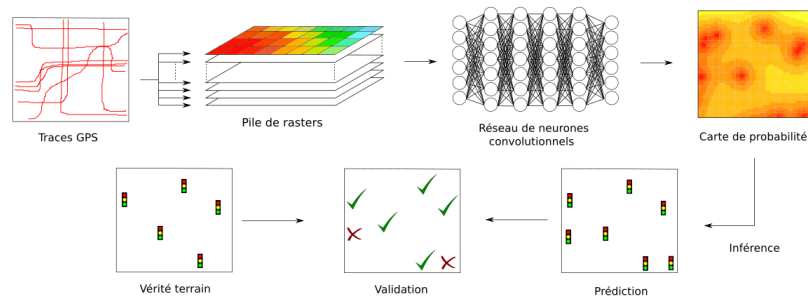 Traces GPS
Pile de rasters
Réseau de neurones
convolutionnels
Carte de probabilité
Inférence
Vérité terrain
Validation
Prédiction